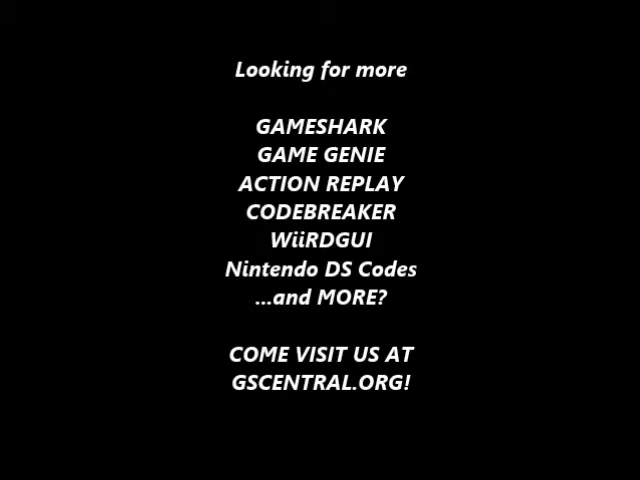 Looking for more
GAMESHARK
GAME GENIE
ACTION REPLAY
CODEBREAKER
WiiRDGUI
Nintendo DS Codes
...and MORE?
COME VISIT US AT
GSCENTRAL.ORG!